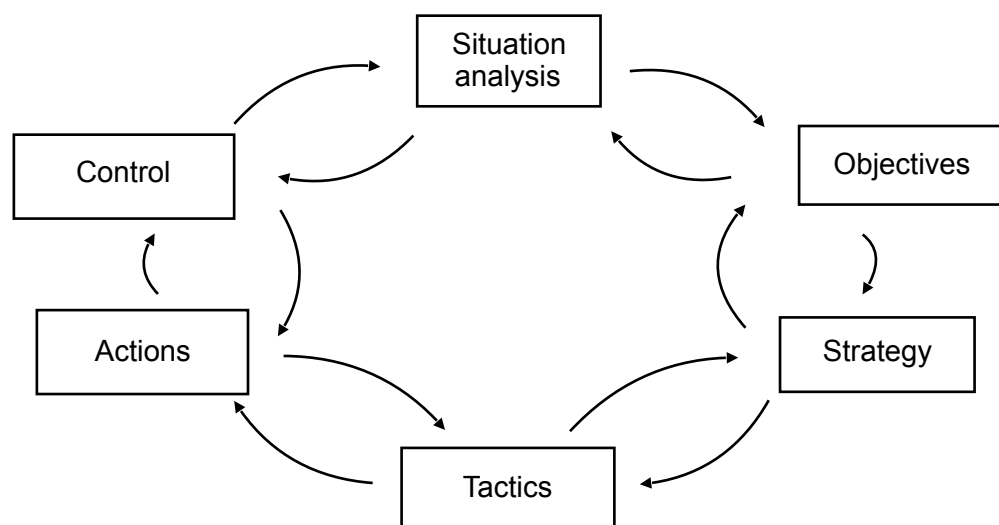 Situation
analysis
Control
Objectives
Actions
Strategy
Tactics